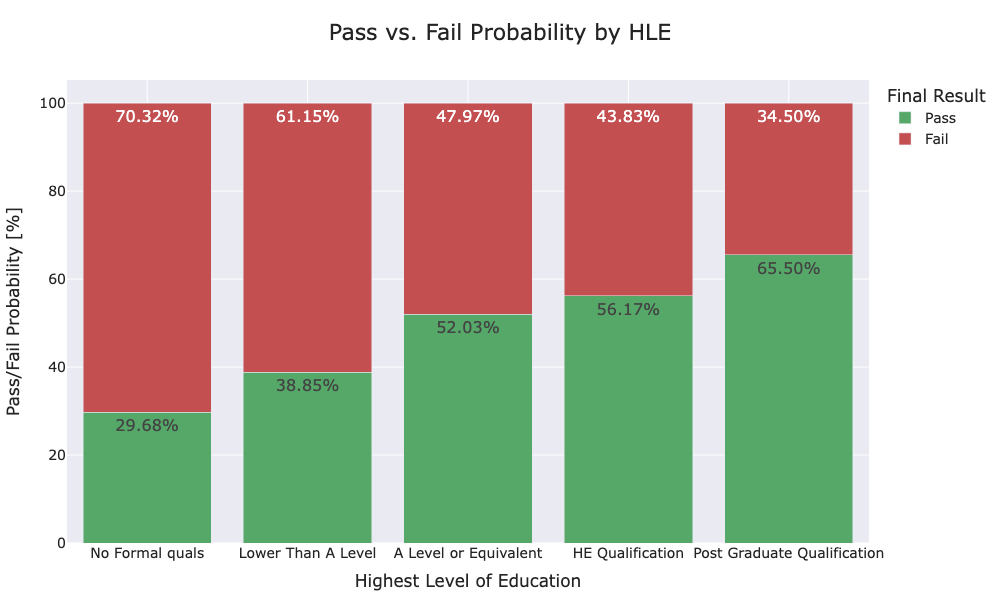 Pass vs. Fail Probability by HLE
Final Result
Pass
Fail
Pass/Fail Probability [%]
100
80
60
40
20
0
70.32%
61.15%
47.97%
43.83%
34.50%
29.68%
38.85%
52.03%
56.17%
65.50%
No Formal quals
Lower Than A Level
A Level or Equivalent
HE Qualification
Post Graduate Qualification
Highest Level of Education